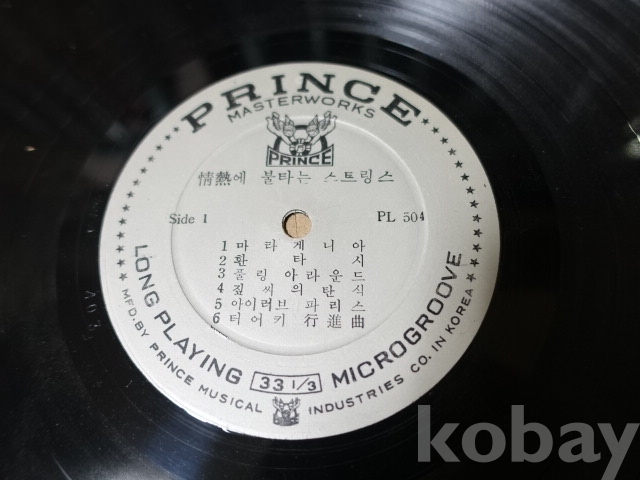 PRINCE
MASTERWORKS
PRINCE
情熱에 불타는 스트링스
Side 1
PL 504
1 마라게니아
2 환타시
3 풀링 아라운드
4 짚씨의 탄식
5 아이러브 파리스
6 터어키 行進曲
LONG PLAYING 33 1/3 MICROGROOVE
MFD. BY PRINCE MUSICAL INDUSTRIES CO. IN KOREA
kobay